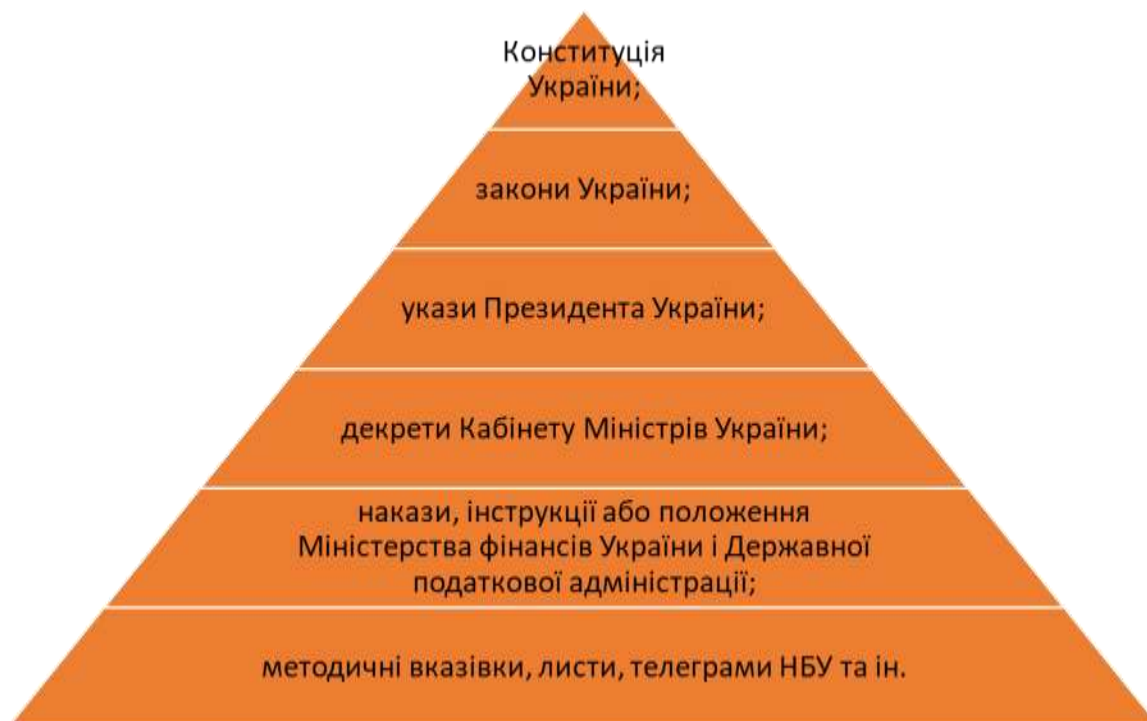 Конституція
України;
закони України;
укази Президента України;
декрети Кабінету Міністрів України;
накази, інструкції або положення
Міністерства фінансів України і Державної
податкової адміністрації;
методичні вказівки, листи, телеграми НБУ та ін.